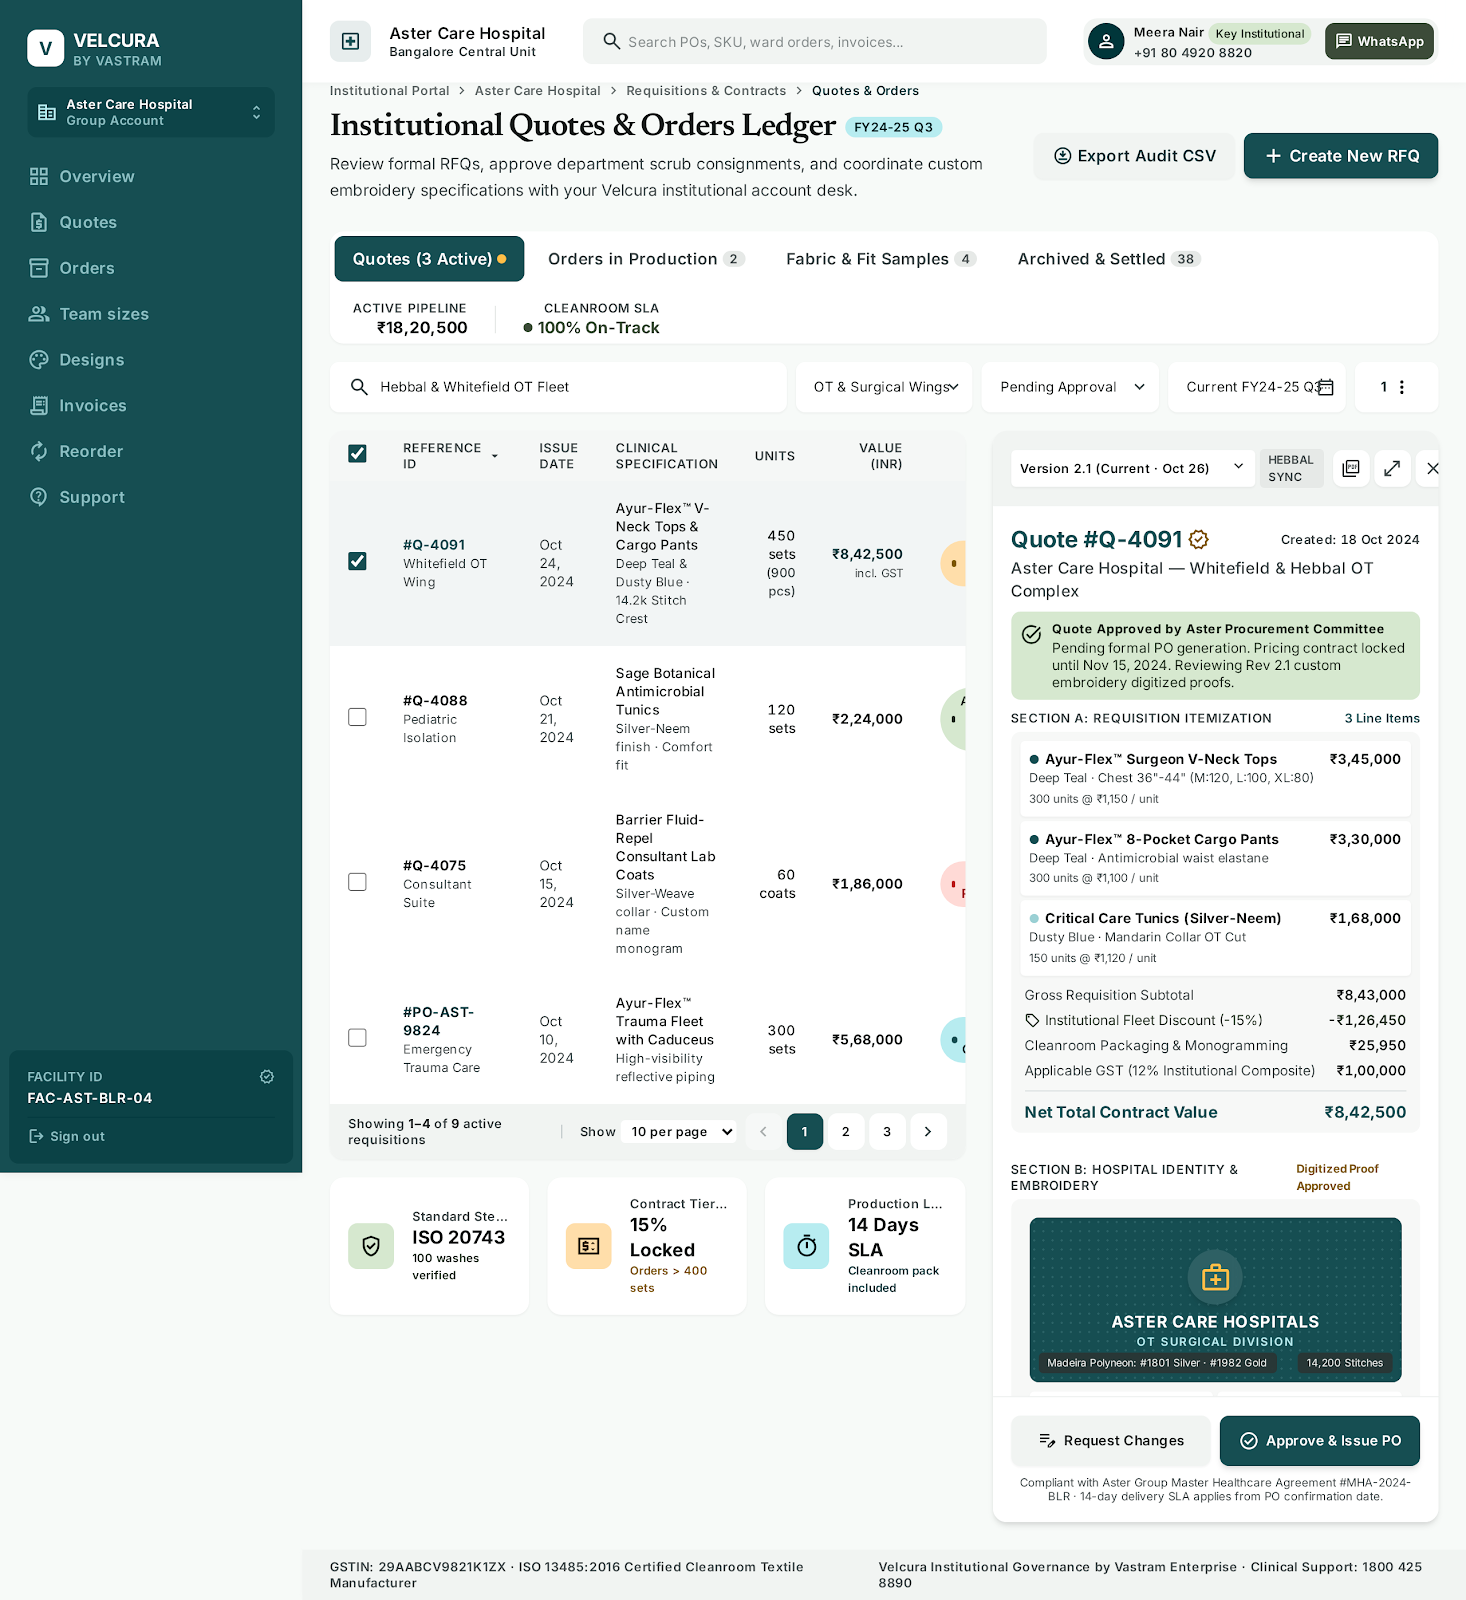 V
VELCURA
BY VASTRAM
Aster Care Hospital
Group Account
Overview
Quotes
Orders
Team sizes
Designs
Invoices
Reorder
Support
FACILITY ID
FAC-AST-BLR-04
Sign out
Aster Care Hospital
Bangalore Central Unit
Search POs, SKU, ward orders, invoices...
Meera Nair Key Institutional
+91 80 4920 8820
WhatsApp
Institutional Portal > Aster Care Hospital > Requisitions & Contracts > Quotes & Orders
Institutional Quotes & Orders Ledger FY24-25 Q3
Review formal RFQs, approve department scrub consignments, and coordinate custom
embroidery specifications with your Velcura institutional account desk.
Export Audit CSV
Create New RFQ
Quotes (3 Active)
Orders in Production 2
Fabric & Fit Samples 4
Archived & Settled 38
ACTIVE PIPELINE
₹18,20,500
CLEANROOM SLA
100% On-Track
Hebbal & Whitefield OT Fleet
OT & Surgical Wings
Pending Approval
Current FY24-25 Q3
1
REFERENCE
ID
ISSUE
DATE
CLINICAL
SPECIFICATION
UNITS
VALUE
(INR)
#Q-4091
Whitefield OT
Wing
Oct
24,
2024
Ayur-Flex™ V-
Neck Tops &
Cargo Pants
Deep Teal &
Dusty Blue ·
14.2k Stitch
Crest
450
sets
(900
pcs)
₹8,42,500
incl. GST
#Q-4088
Pediatric
Isolation
Oct
21,
2024
Sage Botanical
Antimicrobial
Tunics
Silver-Neem
finish · Comfort
fit
120
sets
₹2,24,000
#Q-4075
Consultant
Suite
Oct
15,
2024
Barrier Fluid-
Repel
Consultant Lab
Coats
Silver-Weave
collar · Custom
name
monogram
60
coats
₹1,86,000
#PO-AST-
9824
Emergency
Trauma Care
Oct
10,
2024
Ayur-Flex™
Trauma Fleet
with Caduceus
High-visibility
reflective piping
300
sets
₹5,68,000
Showing 1–4 of 9 active
requisitions
Show 10 per page
1
2
3
Standard Ste...
ISO 20743
100 washes
verified
Contract Tier...
15%
Locked
Orders > 400
sets
Production L...
14 Days
SLA
Cleanroom pack
included
Version 2.1 (Current · Oct 26)
HEBBAL
SYNC
Quote #Q-4091
Created: 18 Oct 2024
Aster Care Hospital — Whitefield & Hebbal OT
Complex
Quote Approved by Aster Procurement Committee
Pending formal PO generation. Pricing contract locked
until Nov 15, 2024. Reviewing Rev 2.1 custom
embroidery digitized proofs.
SECTION A: REQUISITION ITEMIZATION
3 Line Items
Ayur-Flex™ Surgeon V-Neck Tops ₹3,45,000
Deep Teal · Chest 36"-44" (M:120, L:100, XL:80)
300 units @ ₹1,150 / unit
Ayur-Flex™ 8-Pocket Cargo Pants ₹3,30,000
Deep Teal · Antimicrobial waist elastane
300 units @ ₹1,100 / unit
Critical Care Tunics (Silver-Neem) ₹1,68,000
Dusty Blue · Mandarin Collar OT Cut
150 units @ ₹1,120 / unit
Gross Requisition Subtotal ₹8,43,000
Institutional Fleet Discount (-15%) -₹1,26,450
Cleanroom Packaging & Monogramming ₹25,950
Applicable GST (12% Institutional Composite) ₹1,00,000
Net Total Contract Value ₹8,42,500
SECTION B: HOSPITAL IDENTITY &
EMBROIDERY
Digitized Proof
Approved
ASTER CARE HOSPITALS
OT SURGICAL DIVISION
Madeira Polyneon: #1801 Silver · #1982 Gold
14,200 Stitches
Request Changes
Approve & Issue PO
Compliant with Aster Group Master Healthcare Agreement #MHA-2024-
BLR · 14-day delivery SLA applies from PO confirmation date.
GSTIN: 29AABCV9821K1ZX · ISO 13485:2016 Certified Cleanroom Textile
Manufacturer
Velcura Institutional Governance by Vastram Enterprise · Clinical Support: 1800 425
8890